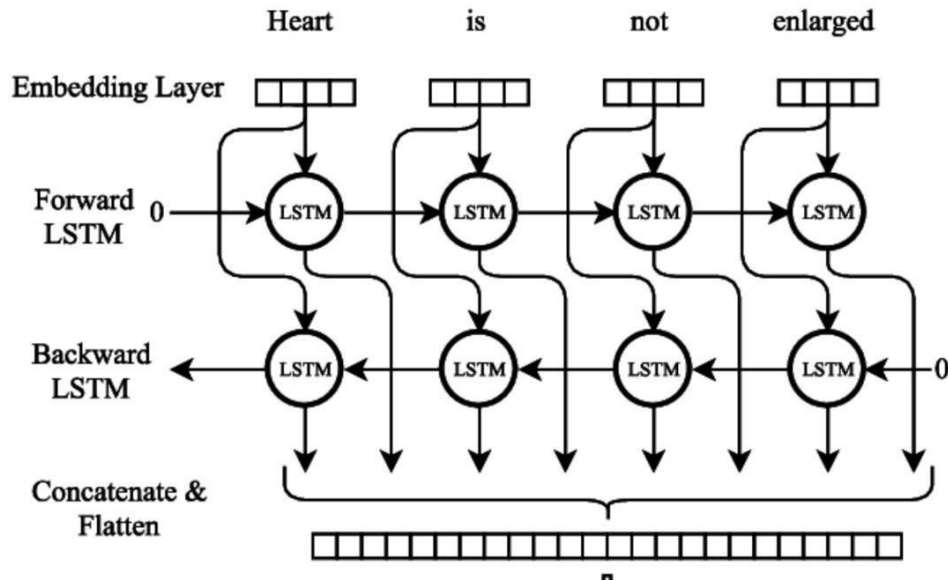 Heart is not enlarged
Embedding Layer
Forward
LSTM
0
LSTM LSTM LSTM LSTM
Backward
LSTM
LSTM LSTM LSTM LSTM
0
Concatenate &
Flatten